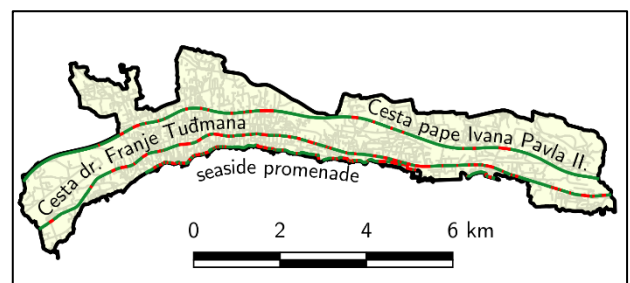 Cesta pape Ivana Pavla II.
Cesta dr. Franje Tuđmana
seaside promenade
0 2 4 6 km